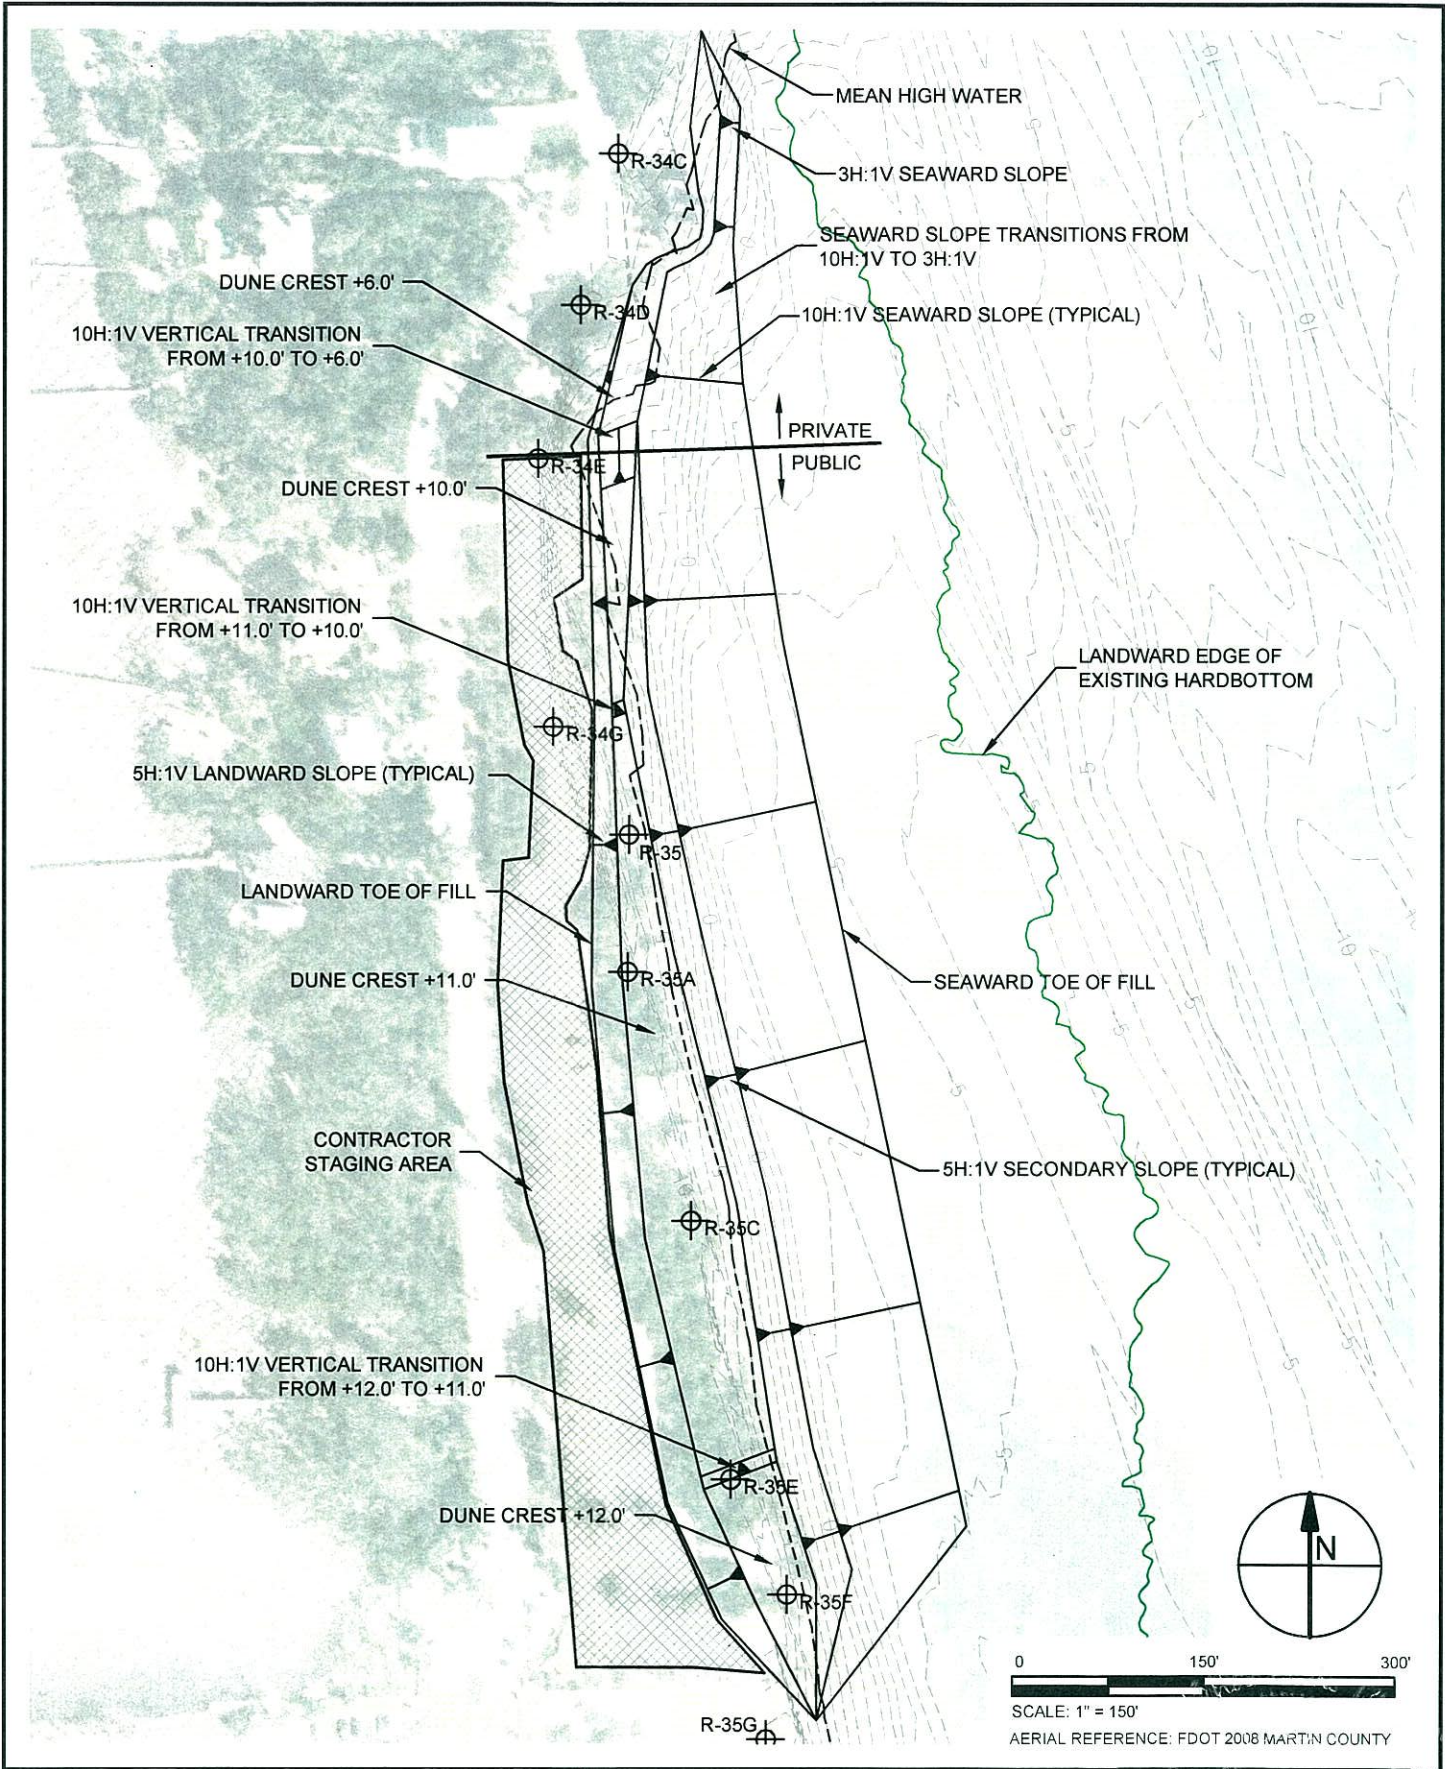 MEAN HIGH WATER
R-34C
3H:1V SEAWARD SLOPE
SEAWARD SLOPE TRANSITIONS FROM
10H:1V TO 3H:1V
DUNE CREST +6.0'
R-34D
10H:1V SEAWARD SLOPE (TYPICAL)
10H:1V VERTICAL TRANSITION
FROM +10.0' TO +6.0'
PRIVATE
PUBLIC
R-34E
DUNE CREST +10.0'
10H:1V VERTICAL TRANSITION
FROM +11.0' TO +10.0'
LANDWARD EDGE OF
EXISTING HARDBOTTOM
R-34G
5H:1V LANDWARD SLOPE (TYPICAL)
R-35
LANDWARD TOE OF FILL
R-35A
DUNE CREST +11.0'
SEAWARD TOE OF FILL
CONTRACTOR
STAGING AREA
5H:1V SECONDARY SLOPE (TYPICAL)
R-35C
10H:1V VERTICAL TRANSITION
FROM +12.0' TO +11.0'
R-35E
DUNE CREST +12.0'
R-35F
N
R-35G
0 150' 300'
SCALE: 1" = 150'
AERIAL REFERENCE: FDOT 2008 MARTIN COUNTY